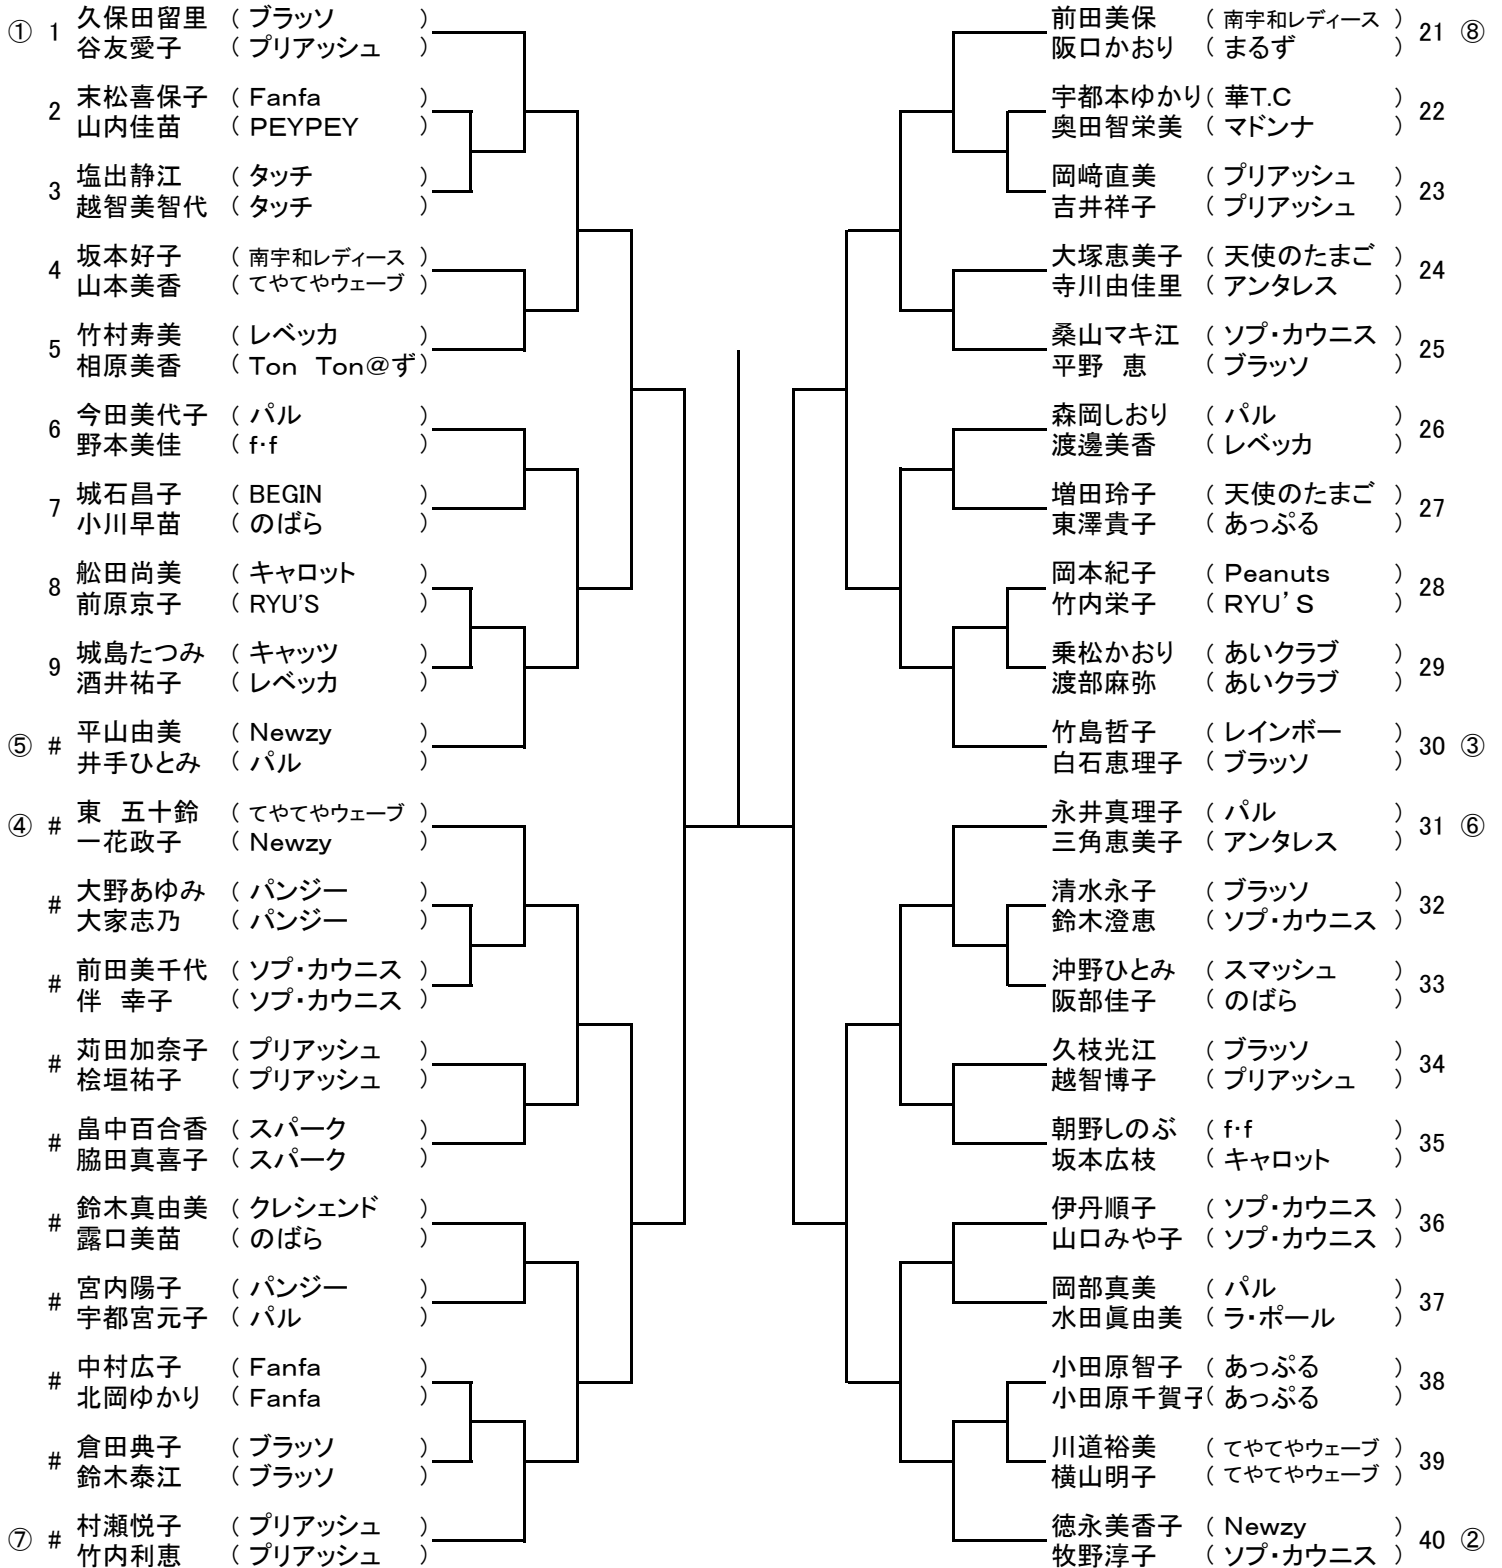 ① 1 久保田留里 ( ブラッソ )
谷友愛子 ( プリアッシュ )
2 末松喜保子 ( Fanfa )
山内佳苗 ( PEYPEY )
3 塩出静江 ( タッチ )
越智美智代 ( タッチ )
4 坂本好子 ( 南宇和レディース )
山本美香 ( てやてやウェーブ )
5 竹村寿美 ( レベッカ )
相原美香 ( Ton Ton@ず )
6 今田美代子 ( パル )
野本美佳 ( f・f )
7 城石昌子 ( BEGIN )
小川早苗 ( のばら )
8 舩田尚美 ( キャロット )
前原京子 ( RYU'S )
9 城島たつみ ( キャッツ )
酒井祐子 ( レベッカ )
⑤ # 平山由美 ( Newzy )
井手ひとみ ( パル )
④ # 東 五十鈴 ( てやてやウェーブ )
一花政子 ( Newzy )
# 大野あゆみ ( パンジー )
大家志乃 ( パンジー )
# 前田美千代 ( ソプ・カウニス )
伴 幸子 ( ソプ・カウニス )
# 苅田加奈子 ( プリアッシュ )
桧垣祐子 ( プリアッシュ )
# 畠中百合香 ( スパーク )
脇田真喜子 ( スパーク )
# 鈴木真由美 ( クレシェンド )
露口美苗 ( のばら )
# 宮内陽子 ( パンジー )
宇都宮元子 ( パル )
# 中村広子 ( Fanfa )
北岡ゆかり ( Fanfa )
# 倉田典子 ( ブラッソ )
鈴木泰江 ( ブラッソ )
⑦ # 村瀬悦子 ( プリアッシュ )
竹内利恵 ( プリアッシュ )
前田美保 ( 南宇和レディース ) 21 ⑧
阪口かおり ( まるず )
宇都本ゆかり ( 華T.C ) 22
奥田智栄美 ( マドンナ )
岡﨑直美 ( プリアッシュ ) 23
吉井祥子 ( プリアッシュ )
大塚恵美子 ( 天使のたまご ) 24
寺川由佳里 ( アンタレス )
桑山マキ江 ( ソプ・カウニス ) 25
平野 恵 ( ブラッソ )
森岡しおり ( パル ) 26
渡邊美香 ( レベッカ )
増田玲子 ( 天使のたまご ) 27
東澤貴子 ( あっぷる )
岡本紀子 ( Peanuts ) 28
竹内栄子 ( RYU'S )
乗松かおり ( あいクラブ ) 29
渡部麻弥 ( あいクラブ )
竹島哲子 ( レインボー ) 30 ③
白石恵理子 ( ブラッソ )
永井真理子 ( パル ) 31 ⑥
三角恵美子 ( アンタレス )
清水永子 ( ブラッソ ) 32
鈴木澄恵 ( ソプ・カウニス )
沖野ひとみ ( スマッシュ ) 33
阪部佳子 ( のばら )
久枝光江 ( ブラッソ ) 34
越智博子 ( プリアッシュ )
朝野しのぶ ( f・f ) 35
坂本広枝 ( キャロット )
伊丹順子 ( ソプ・カウニス ) 36
山口みや子 ( ソプ・カウニス )
岡部真美 ( パル ) 37
水田眞由美 ( ラ・ポール )
小田原智子 ( あっぷる ) 38
小田原千賀子 ( あっぷる )
川道裕美 ( てやてやウェーブ ) 39
横山明子 ( てやてやウェーブ )
徳永美香子 ( Newzy ) 40 ②
牧野淳子 ( ソプ・カウニス )